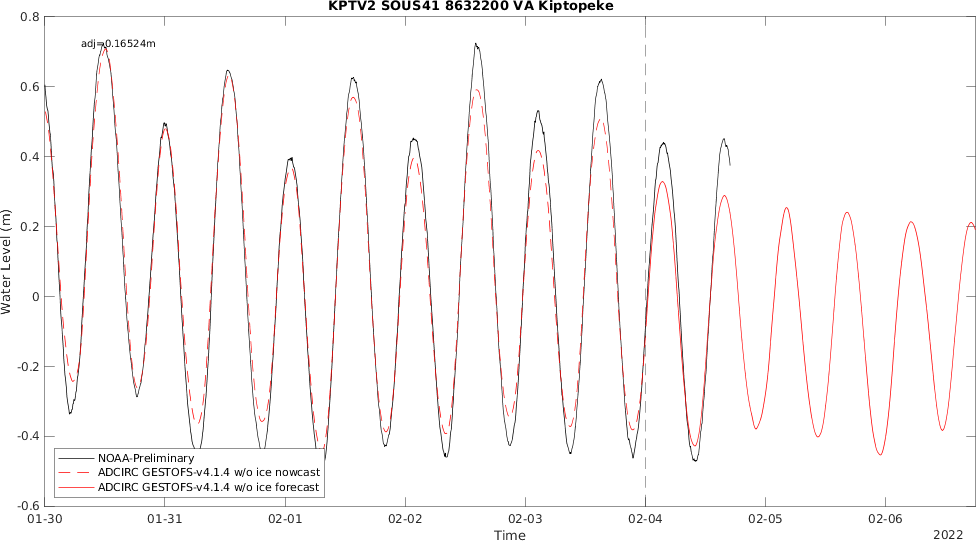 KPTV2 SOUS41 8632200 VA Kiptopeke
adj=0.16524m
0.8
0.6
0.4
0.2
0
-0.2
-0.4
-0.6
Water Level (m)
NOAA-Preliminary
ADCIRC GESTOFS-v4.1.4 w/o ice nowcast
ADCIRC GESTOFS-v4.1.4 w/o ice forecast
01-30 01-31 02-01 02-02 02-03 02-04 02-05 02-06
Time
2022